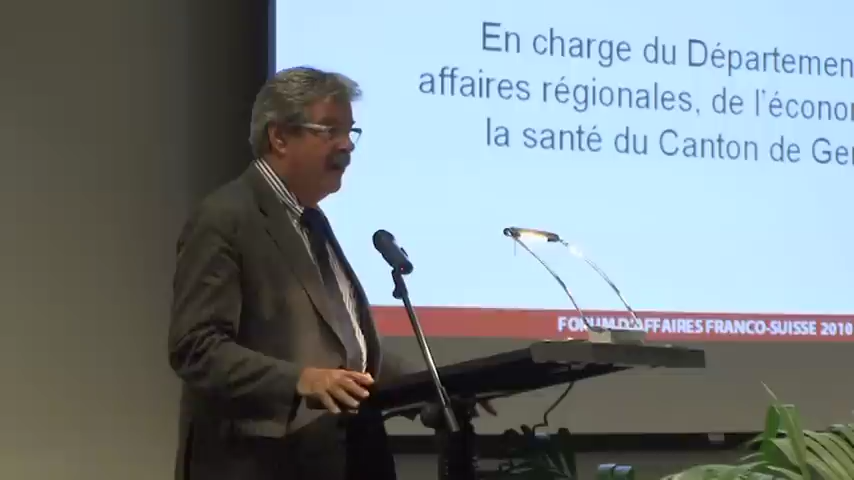 En charge du Départemen
affaires régionales, de l'écono
la santé du Canton de Ge
FORUM D'AFFAIRES FRANCO-SUISSE 2010